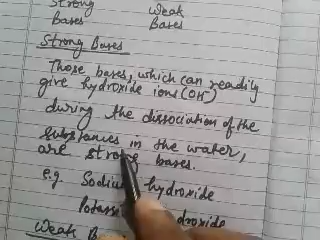 Strong Weak
Bases Bases
Strong Bases
Those bases, which can readily
give hydroxide ions (OH⁻)
during the dissociation of the
substances in the water,
are strong bases.
e.g Sodium hydroxide
Weak